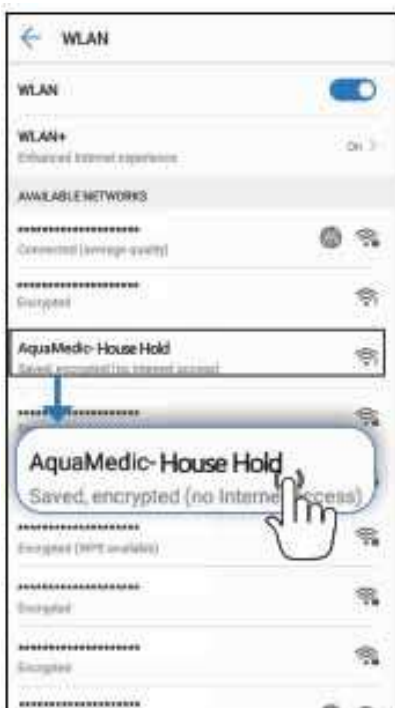 WLAN
WLAN
WLAN+
Enhanced Internet experience
On >
AVAILABLE NETWORKS
********************
Connected (average quality)
********************
Encrypted
AquaMedic- House Hold
Saved, encrypted (no Internet access)
********************
AquaMedic- House Hold
Saved, encrypted (no Internet access)
********************
Encrypted (WPS available)
********************
Encrypted
********************
Encrypted
********************